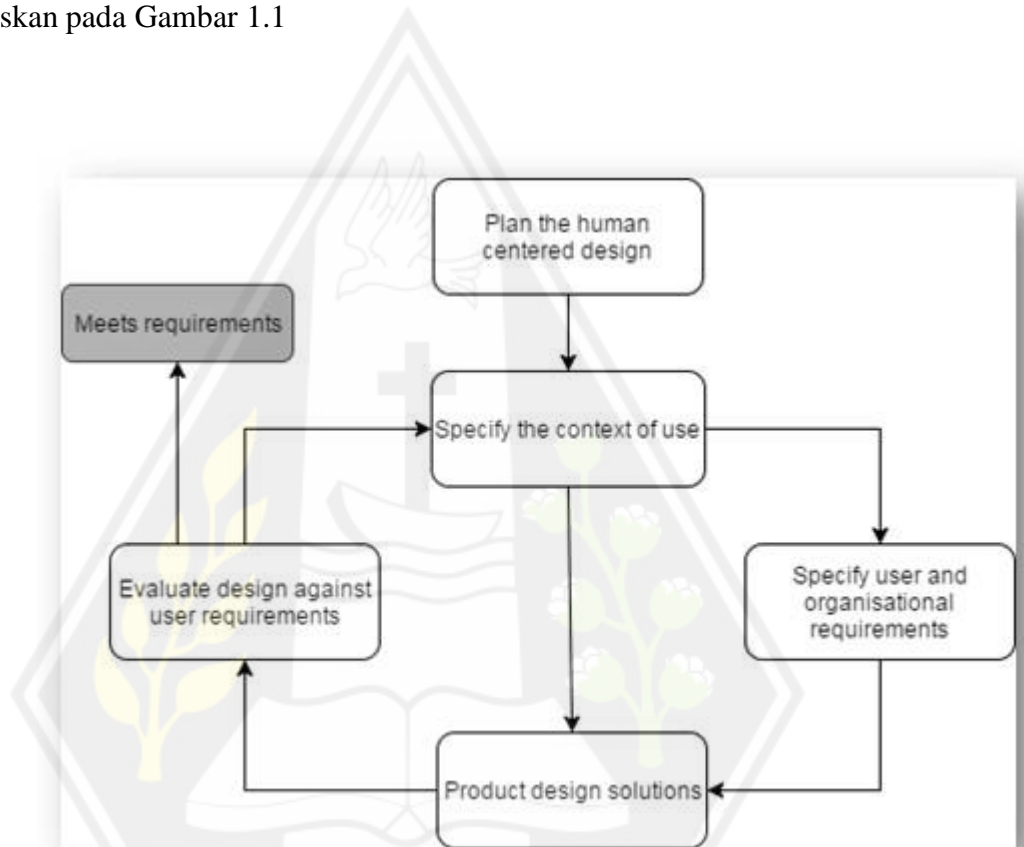 skan pada Gambar 1.1
Plan the human
centered design
Meets requirements
Specify the context of use
Evaluate design against
user requirements
Specify user and
organisational
requirements
Product design solutions